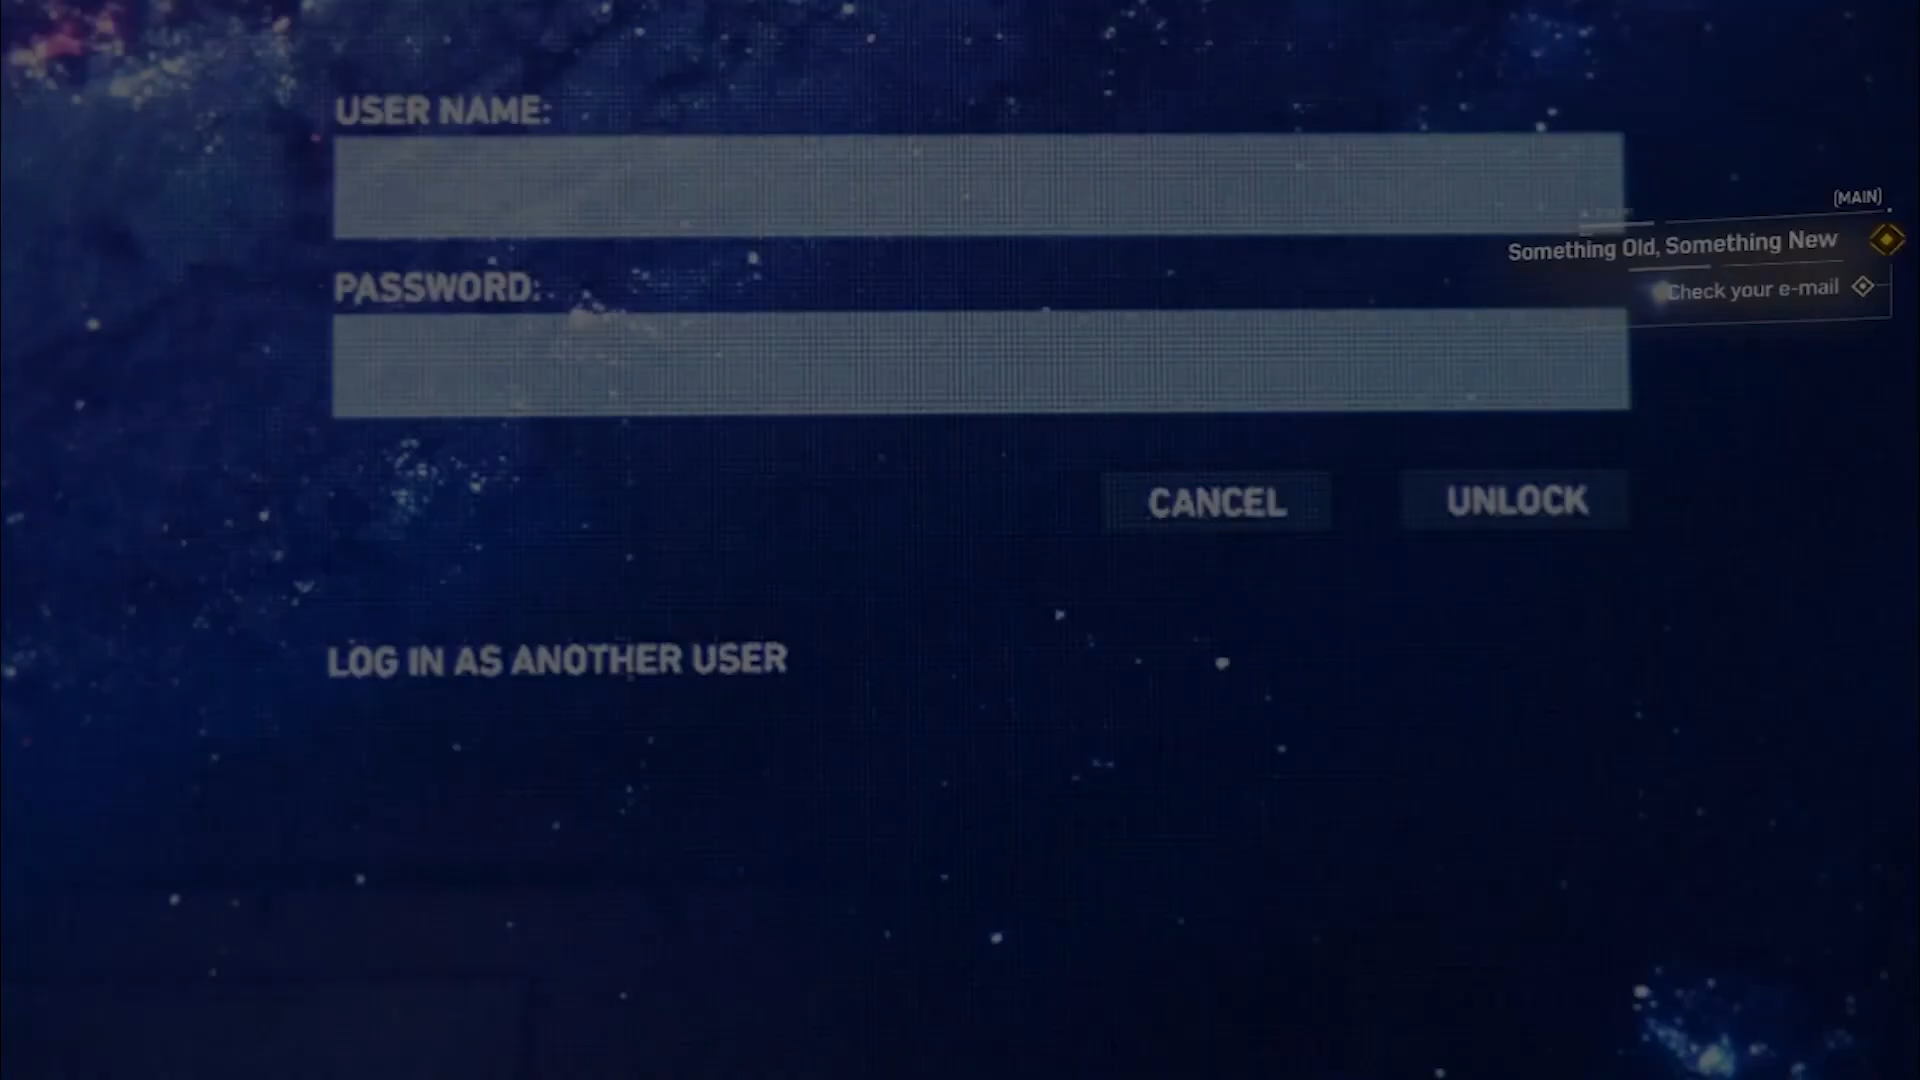 USER NAME:
(MAIN)
Something Old, Something New
PASSWORD:
Check your e-mail
CANCEL
UNLOCK
LOG IN AS ANOTHER USER